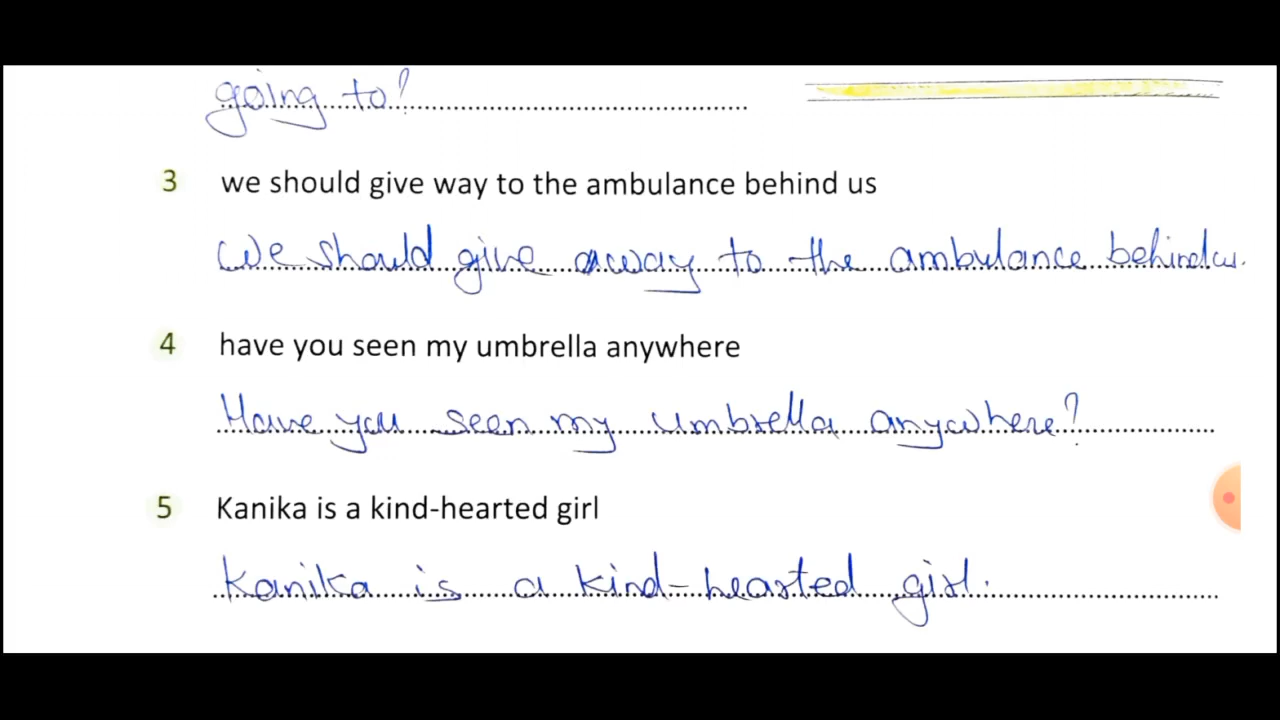 going to?
3 we should give way to the ambulance behind us
We should give away to the ambulance behind us.
4 have you seen my umbrella anywhere
Have you seen my umbrella anywhere?
5 Kanika is a kind-hearted girl
Kanika is a kind-hearted girl.